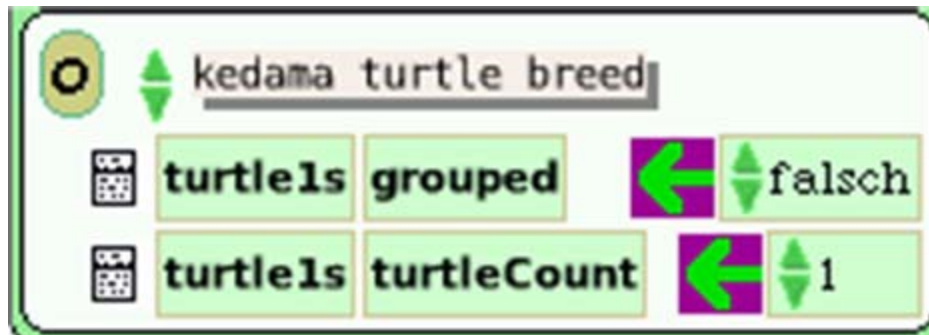 O kedama turtle breed
turtle1s grouped falsch
turtle1s turtleCount 1